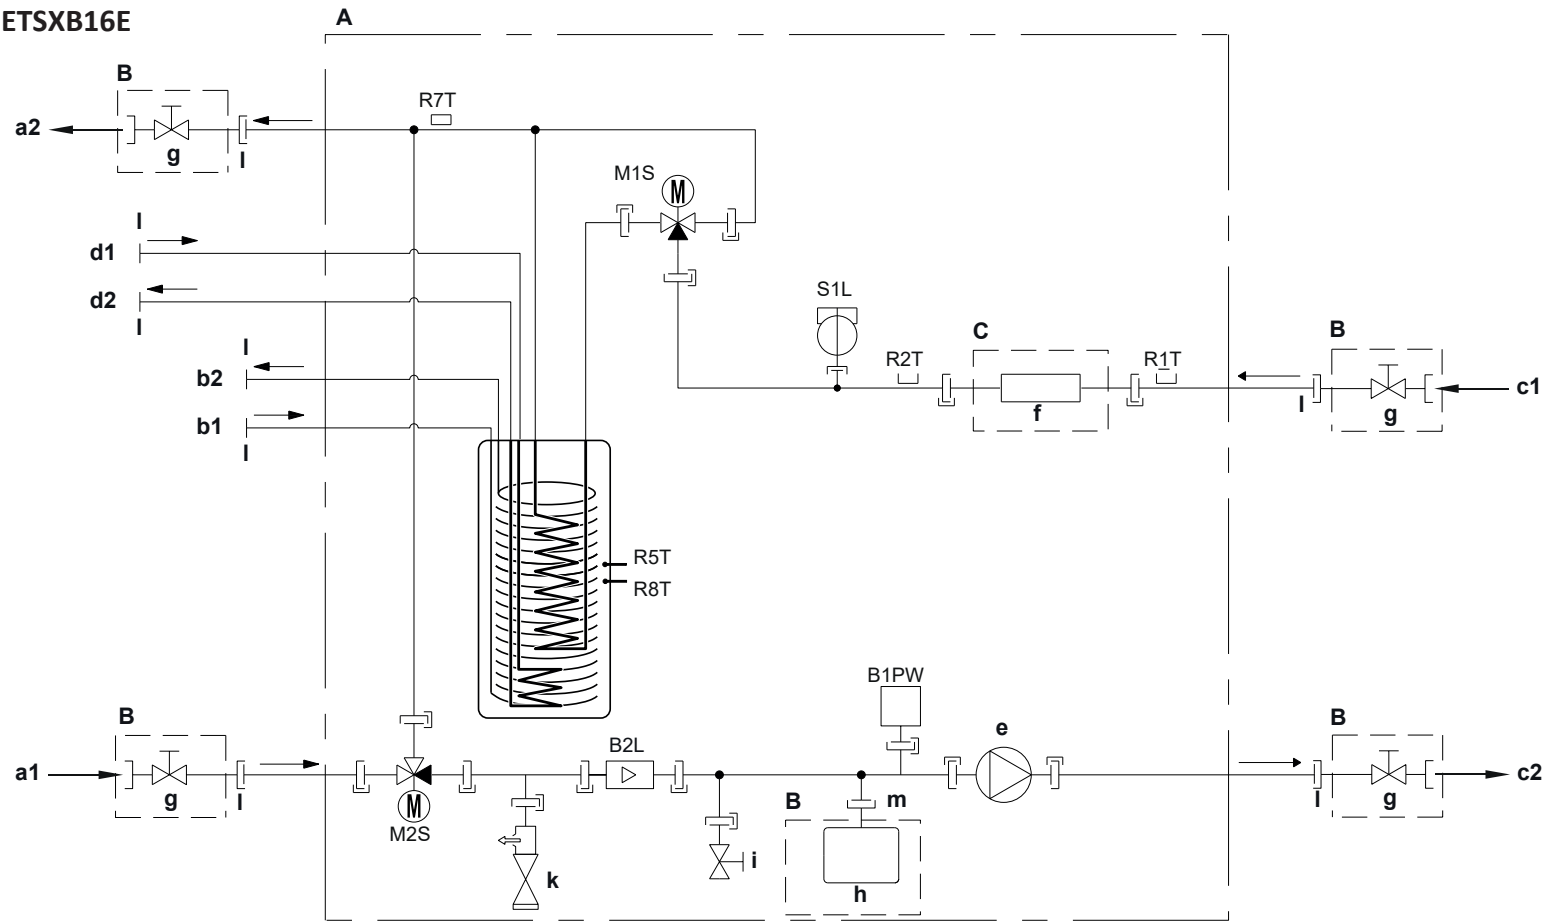 ETSXB16E
A
B
R7T
a2
g
l
M1S
M
l
d1
d2
l
S1L
l
b2
b1
l
R2T
C
R1T
B
f
l
g
c1
R5T
R8T
B1PW
B
B2L
e
B
a1
g
l
M
M2S
k
i
B
m
h
l
g
c2